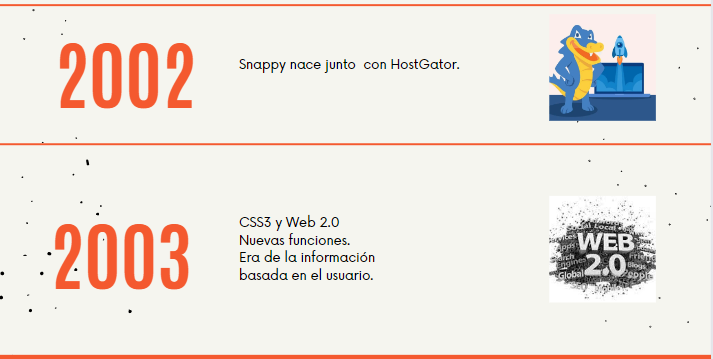 2002
Snappy nace junto con HostGator.
2003
CSS3 y Web 2.0
Nuevas funciones.
Era de la información
basada en el usuario.
WEB
2.0
Global